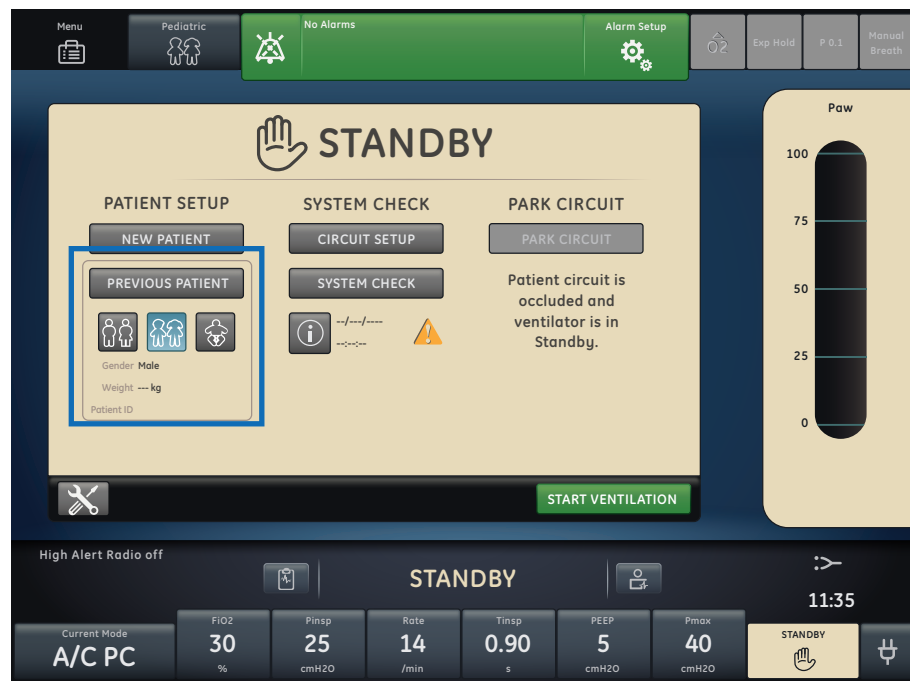 Menu
Pediatric
No Alarms
Alarm Setup
O2
Exp Hold
P 0.1
Manual
Breath
STANDBY
PATIENT SETUP
NEW PATIENT
PREVIOUS PATIENT
Gender Male
Weight --- kg
Patient ID
SYSTEM CHECK
CIRCUIT SETUP
SYSTEM CHECK
--/---/----
--:--:--
PARK CIRCUIT
PARK CIRCUIT
Patient circuit is
occluded and
ventilator is in
Standby.
START VENTILATION
Paw
100
75
50
25
0
High Alert Radio off
STANDBY
11:35
Current Mode
A/C PC
FiO2
30
%
Pinsp
25
cmH2O
Rate
14
/min
Tinsp
0.90
s
PEEP
5
cmH2O
Pmax
40
cmH2O
STANDBY